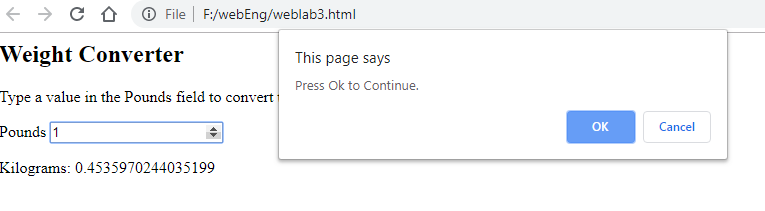 File | F:/webEng/weblab3.html
Weight Converter
This page says
Press Ok to Continue.
Type a value in the Pounds field to convert
OK Cancel
Pounds 1
Kilograms: 0.4535970244035199